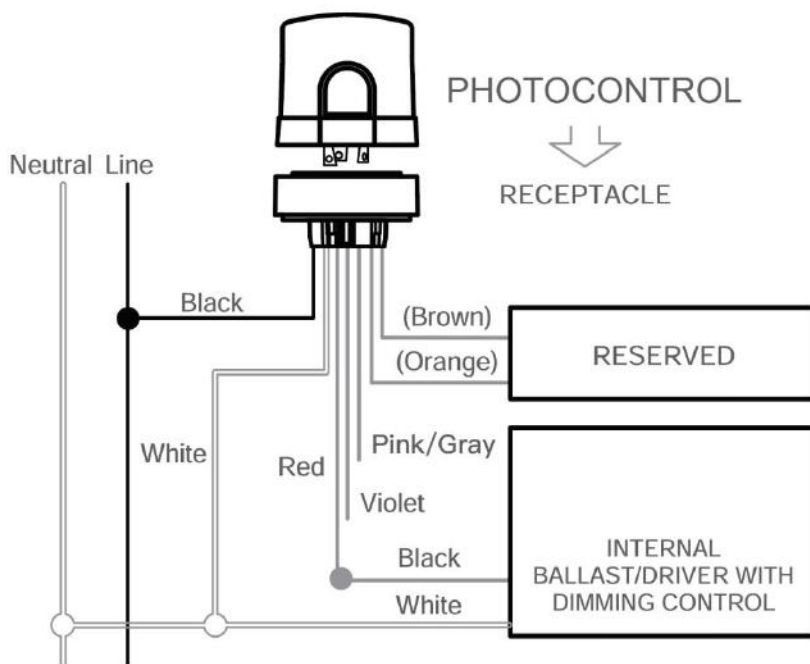 PHOTOCONTROL
RECEPTACLE
Neutral Line
Black
(Brown)
(Orange)
RESERVED
White
Red
Pink/Gray
Violet
Black
White
INTERNAL
BALLAST/DRIVER WITH
DIMMING CONTROL